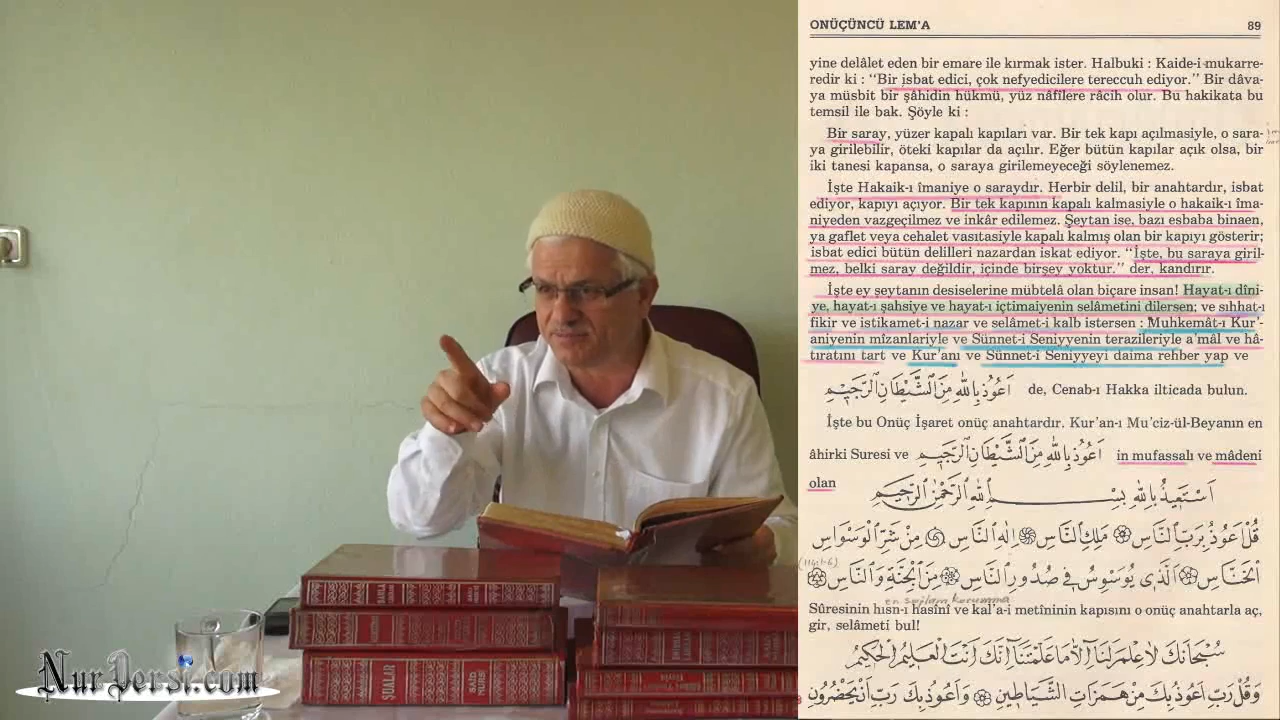 ONÜÇÜNCÜ LEM'A 89
yine delâlet eden bir emare ile kırmak ister. Halbuki : Kaide-i mukarre-
redir ki : "Bir isbat edici, çok nefyedicilere tereccuh ediyor." Bir dâva-
ya müsbit bir şâhidin hükmü, yüz nâfîlere râcih olur. Bu hakikata bu
temsil ile bak. Şöyle ki :
Bir saray, yüzer kapalı kapıları var. Bir tek kapı açılmasiyle, o sara-
ya girilebilir, öteki kapılar da açılır. Eğer bütün kapılar açık olsa, bir
iki tanesi kapansa, o saraya girilemeyeceği söylenemez.
İşte Hakaik-ı îmaniye o saraydır. Herbir delil, bir anahtardır, isbat
ediyor, kapıyı açıyor. Bir tek kapının kapalı kalmasiyle o hakaik-ı îma-
niyeden vazgeçilmez ve inkâr edilemez. Şeytan ise, bazı esbaba binaen,
ya gaflet veya cehalet vasıtasiyle kapalı kalmış olan bir kapıyı gösterir;
isbat edici bütün delilleri nazardan iskat ediyor. "İşte, bu saraya giril-
mez, belki saray değildir, içinde birşey yoktur." der, kandırır.
İşte ey şeytanın desiselerine mübtelâ olan biçare insan! Hayat-ı dîni-
ye, hayat-ı şahsiye ve hayat-ı içtimaiyenin selâmetini dilersen; ve sıhhat-ı
fikir ve istikamet-i nazar ve selâmet-i kalb istersen : Muhkemât-ı Kur'-
aniyenin mîzanlariyle ve Sünnet-i Seniyyenin terazileriyle a'mâl ve hâ-
tıratını tart ve Kur'anı ve Sünnet-i Seniyyeyi daima rehber yap ve
اَعُوذُ بِاللّٰهِ مِنَ الشَّيْطَانِ الرَّجِيمِ de, Cenab-ı Hakka ilticada bulun.
İşte bu Onüç İşaret onüç anahtardır. Kur'an-ı Mu'ciz-ül-Beyanın en
âhirki Suresi ve اَعُوذُ بِاللّٰهِ مِنَ الشَّيْطَانِ الرَّجِيمِ in mufassalı ve mâdeni
olan
اَسْتَعِيذُ بِاللّٰهِ بِسْــــمِ اللّٰهِ الرَّحْمٰنِ الرَّحِيمِ
قُلْ اَعُوذُ بِرَبِّ النَّاسِ مَلِكِ النَّاسِ اِلٰهِ النَّاسِ مِنْ شَرِّ الْوَسْوَاسِ
الْخَنَّاسِ اَلَّذِى يُوَسْوِسُ فِى صُدُورِ النَّاسِ مِنَ الْجِنَّةِ وَالنَّاسِ
(114:1-6)
en sağlam korunma
Sûresinin hısn-ı hasîni ve kal'a-i metîninin kapısını o onüç anahtarla aç,
gir, selâmeti bul!
سُبْحَانَكَ لَا عِلْمَ لَنَا اِلَّا مَا عَلَّمْتَنَا اِنَّكَ اَنْتَ الْعَلِيمُ الْحَكِيمُ
وَقُلْ رَبِّ اَعُوذُ بِكَ مِنْ هَمَزَاتِ الشَّيَاطِينِ وَاَعُوذُ بِكَ رَبِّ اَنْ يَحْضُرُونِ
ŞUALAR
SAİD NURSİ
NurDersi.com